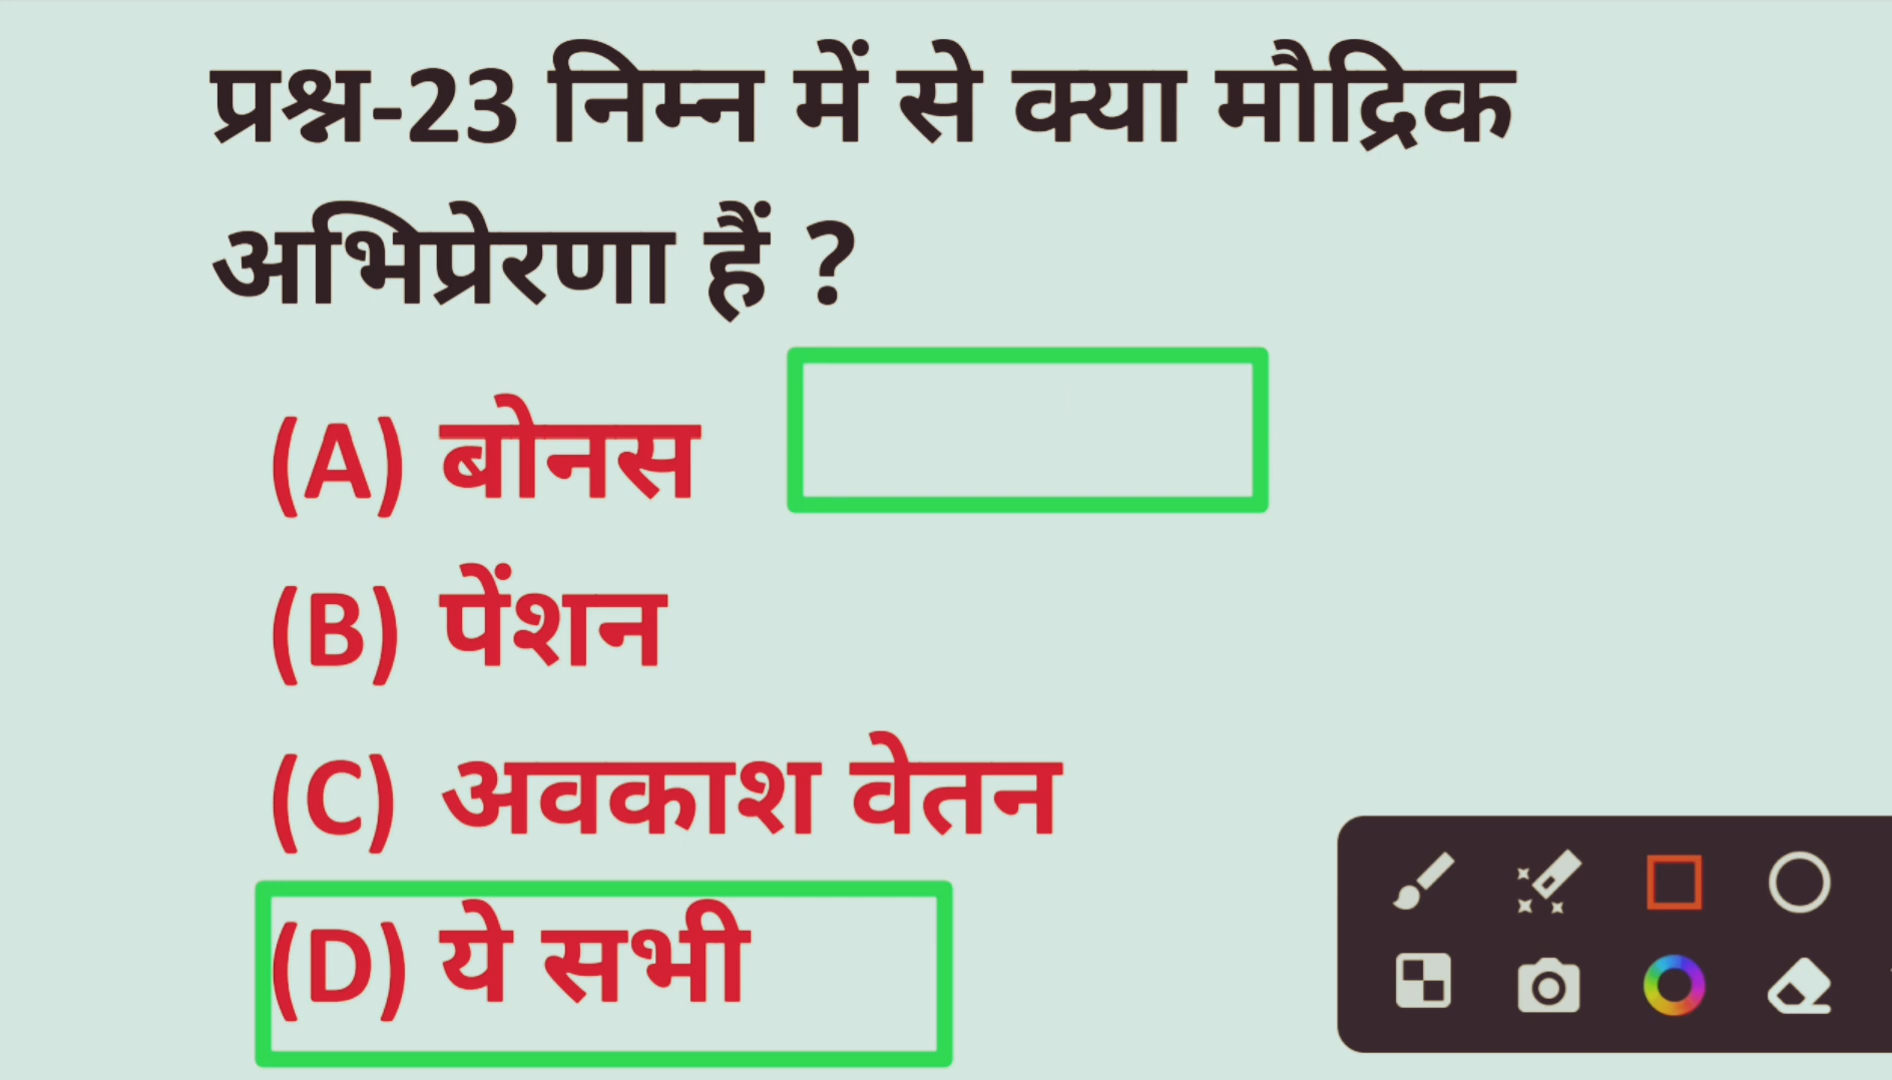 प्रश्न-23 निम्न में से क्या मौद्रिक
अभिप्रेरणा हैं ?
(A) बोनस
(B) पेंशन
(C) अवकाश वेतन
(D) ये सभी